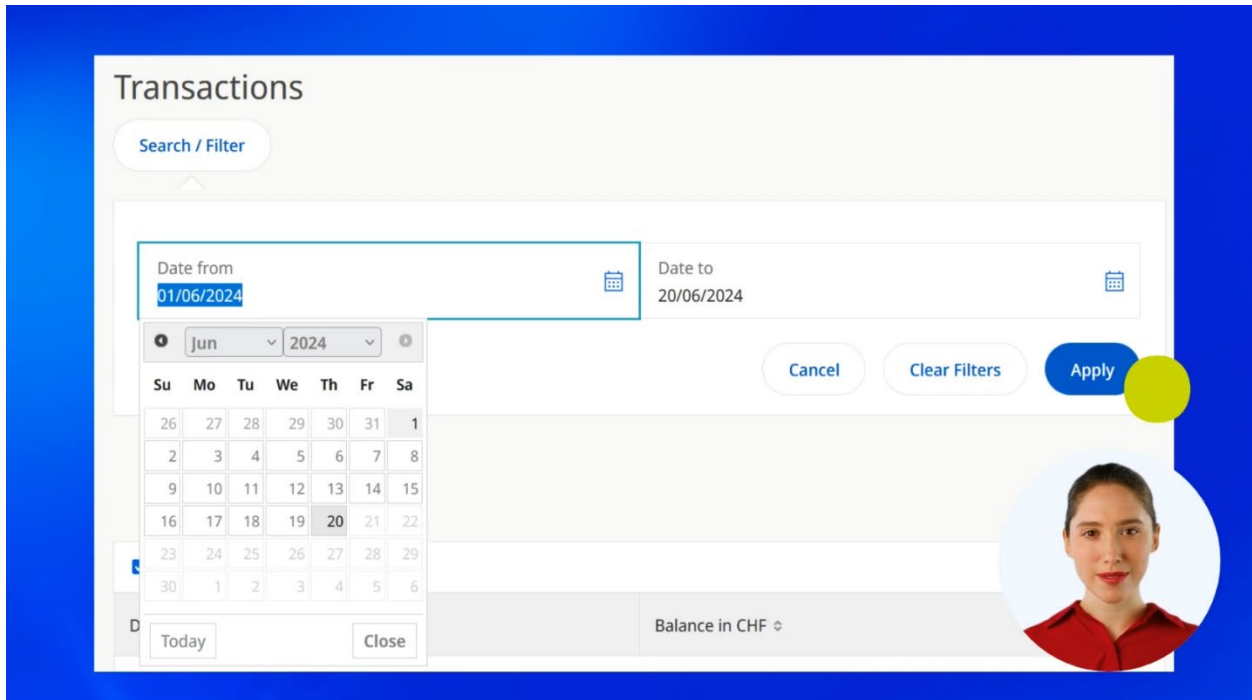 Transactions
Search / Filter
Date from
01/06/2024
Date to
20/06/2024
Jun 2024
Su Mo Tu We Th Fr Sa
26 27 28 29 30 31 1
2 3 4 5 6 7 8
9 10 11 12 13 14 15
16 17 18 19 20 21 22
23 24 25 26 27 28 29
30 1 2 3 4 5 6
Today Close
Cancel Clear Filters Apply
D
Balance in CHF